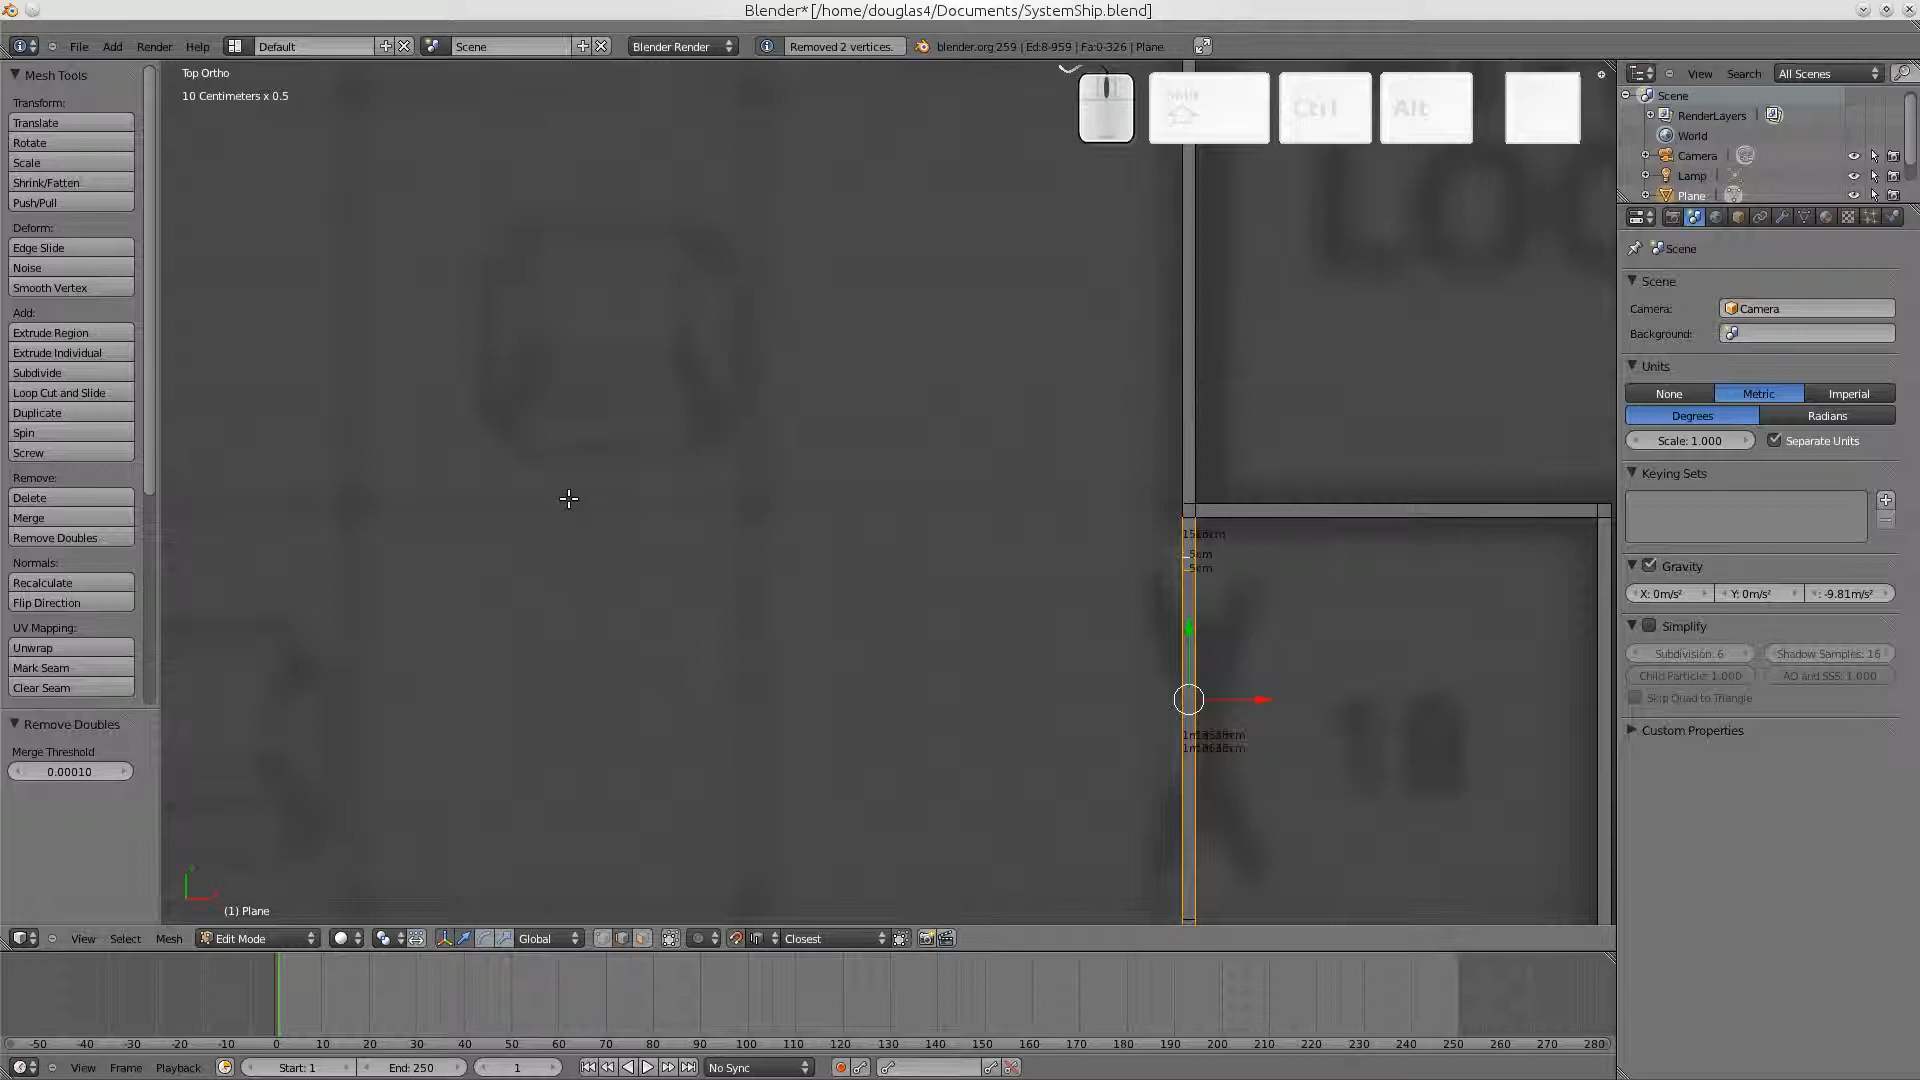 Blender* [/home/douglas4/Documents/SystemShip.blend]
File Add Render Help Default Scene Blender Render Removed 2 vertices. blender.org 259 | Ed:8-959 | Fa:0-326 | Plane
Mesh Tools
Transform:
Translate
Rotate
Scale
Shrink/Fatten
Push/Pull
Deform:
Edge Slide
Noise
Smooth Vertex
Add:
Extrude Region
Extrude Individual
Subdivide
Loop Cut and Slide
Duplicate
Spin
Screw
Remove:
Delete
Merge
Remove Doubles
Normals:
Recalculate
Flip Direction
UV Mapping:
Unwrap
Mark Seam
Clear Seam
Remove Doubles
Merge Threshold
0.00010
Top Ortho
10 Centimeters x 0.5
Shift Ctrl Alt
LOC
5cm
5cm
18
(1) Plane
View Select Mesh Edit Mode Global Closest
-50 -40 -30 -20 -10 0 10 20 30 40 50 60 70 80 90 100 110 120 130 140 150 160 170 180 190 200 210 220 230 240 250 260 270 280
View Frame Playback Start: 1 End: 250 1 No Sync
View Search All Scenes
Scene
RenderLayers
World
Camera
Lamp
Plane
Scene
Scene
Camera: Camera
Background:
Units
None Metric Imperial
Degrees Radians
Scale: 1.000 Separate Units
Keying Sets
Gravity
X: 0m/s² Y: 0m/s² : -9.81m/s²
Simplify
Subdivision: 6 Shadow Samples: 16
Child Particle: 1.000 AO and SSS: 1.000
Skip Quad to Triangle
Custom Properties